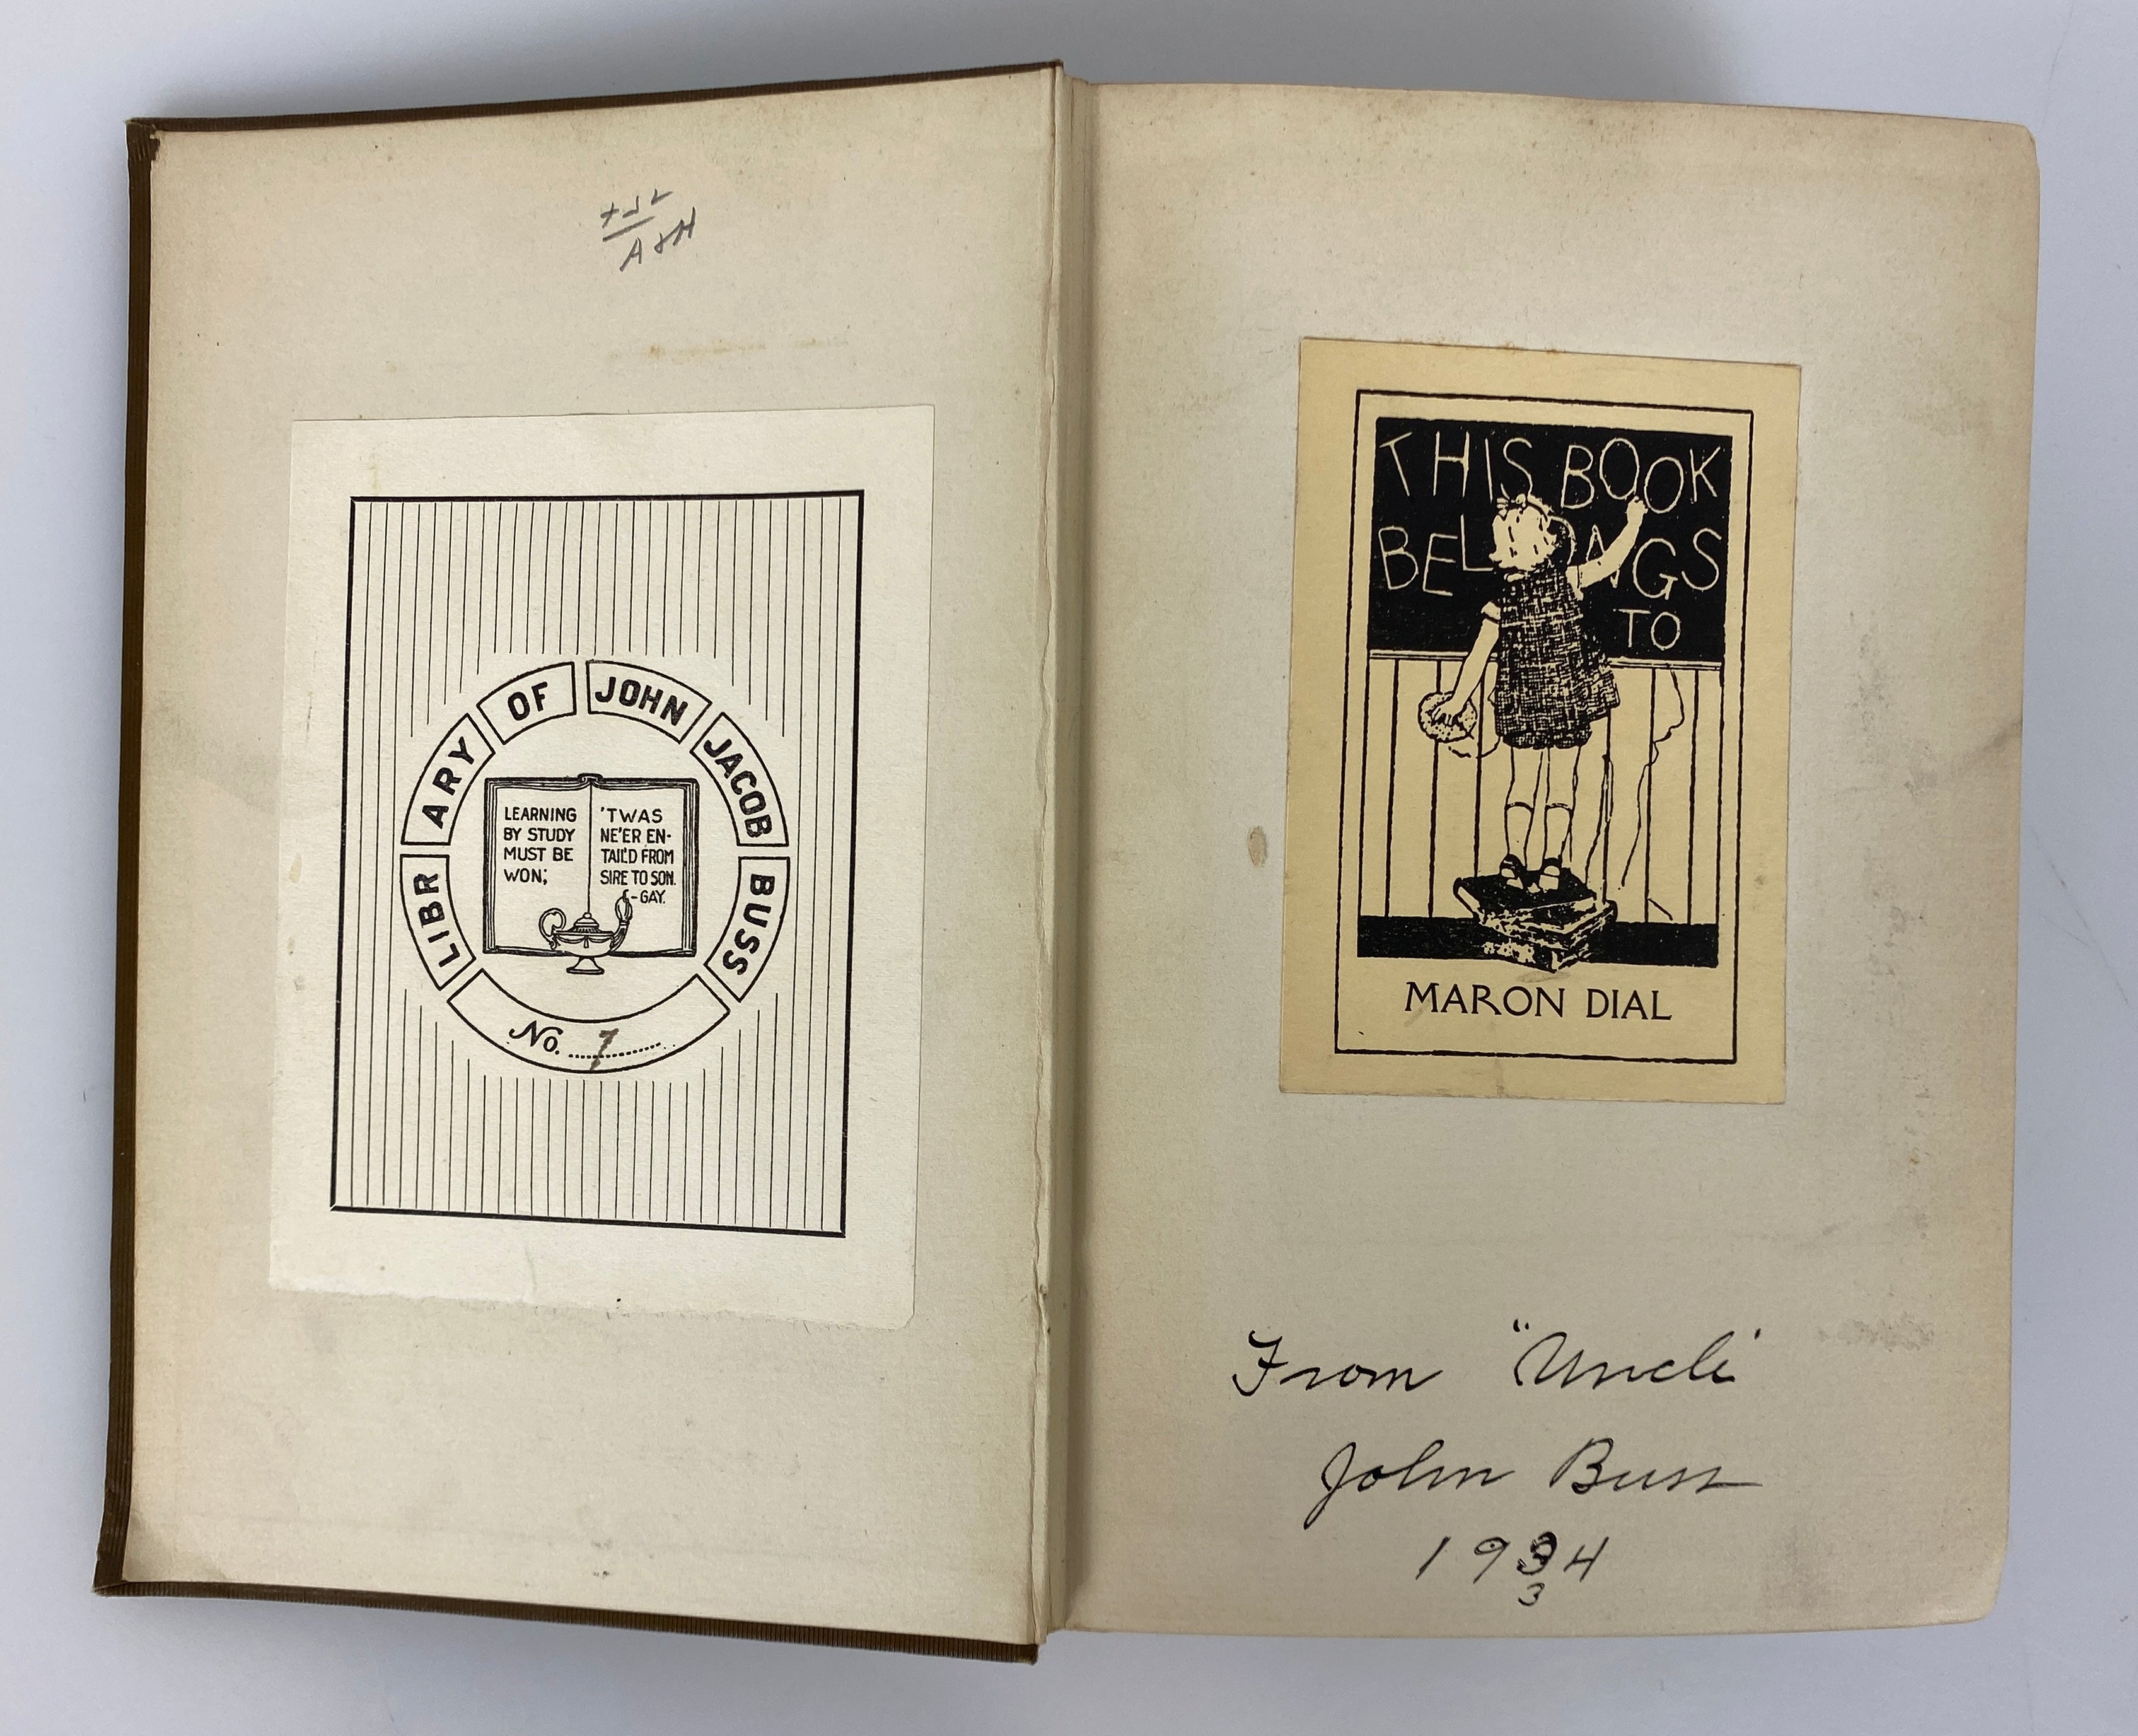 LIBRARY OF JOHN JACOB BUSS
LEARNING
BY STUDY
MUST BE
WON;
'TWAS
NE'ER EN-
TAIL'D FROM
SIRE TO SON.
-GAY.
No. 7
THIS BOOK
BELONGS
TO
MARON DIAL
From "Uncle"
John Buss
1934
3